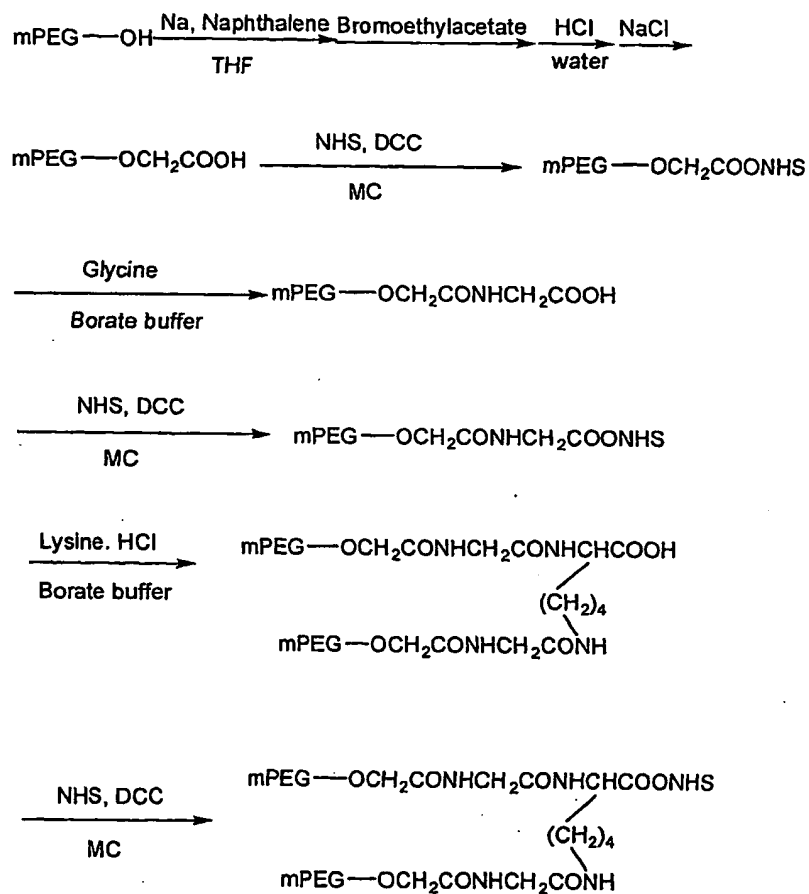 mPEG—OH Na, Naphthalene Bromoethylacetate HCl NaCl
THF water
mPEG—OCH₂COOH NHS, DCC mPEG—OCH₂COONHS
MC
Glycine mPEG—OCH₂CONHCH₂COOH
Borate buffer
NHS, DCC mPEG—OCH₂CONHCH₂COONHS
MC
Lysine. HCl mPEG—OCH₂CONHCH₂CONHCHCOOH
Borate buffer (CH₂)₄
mPEG—OCH₂CONHCH₂CONH
NHS, DCC mPEG—OCH₂CONHCH₂CONHCHCOONHS
MC (CH₂)₄
mPEG—OCH₂CONHCH₂CONH